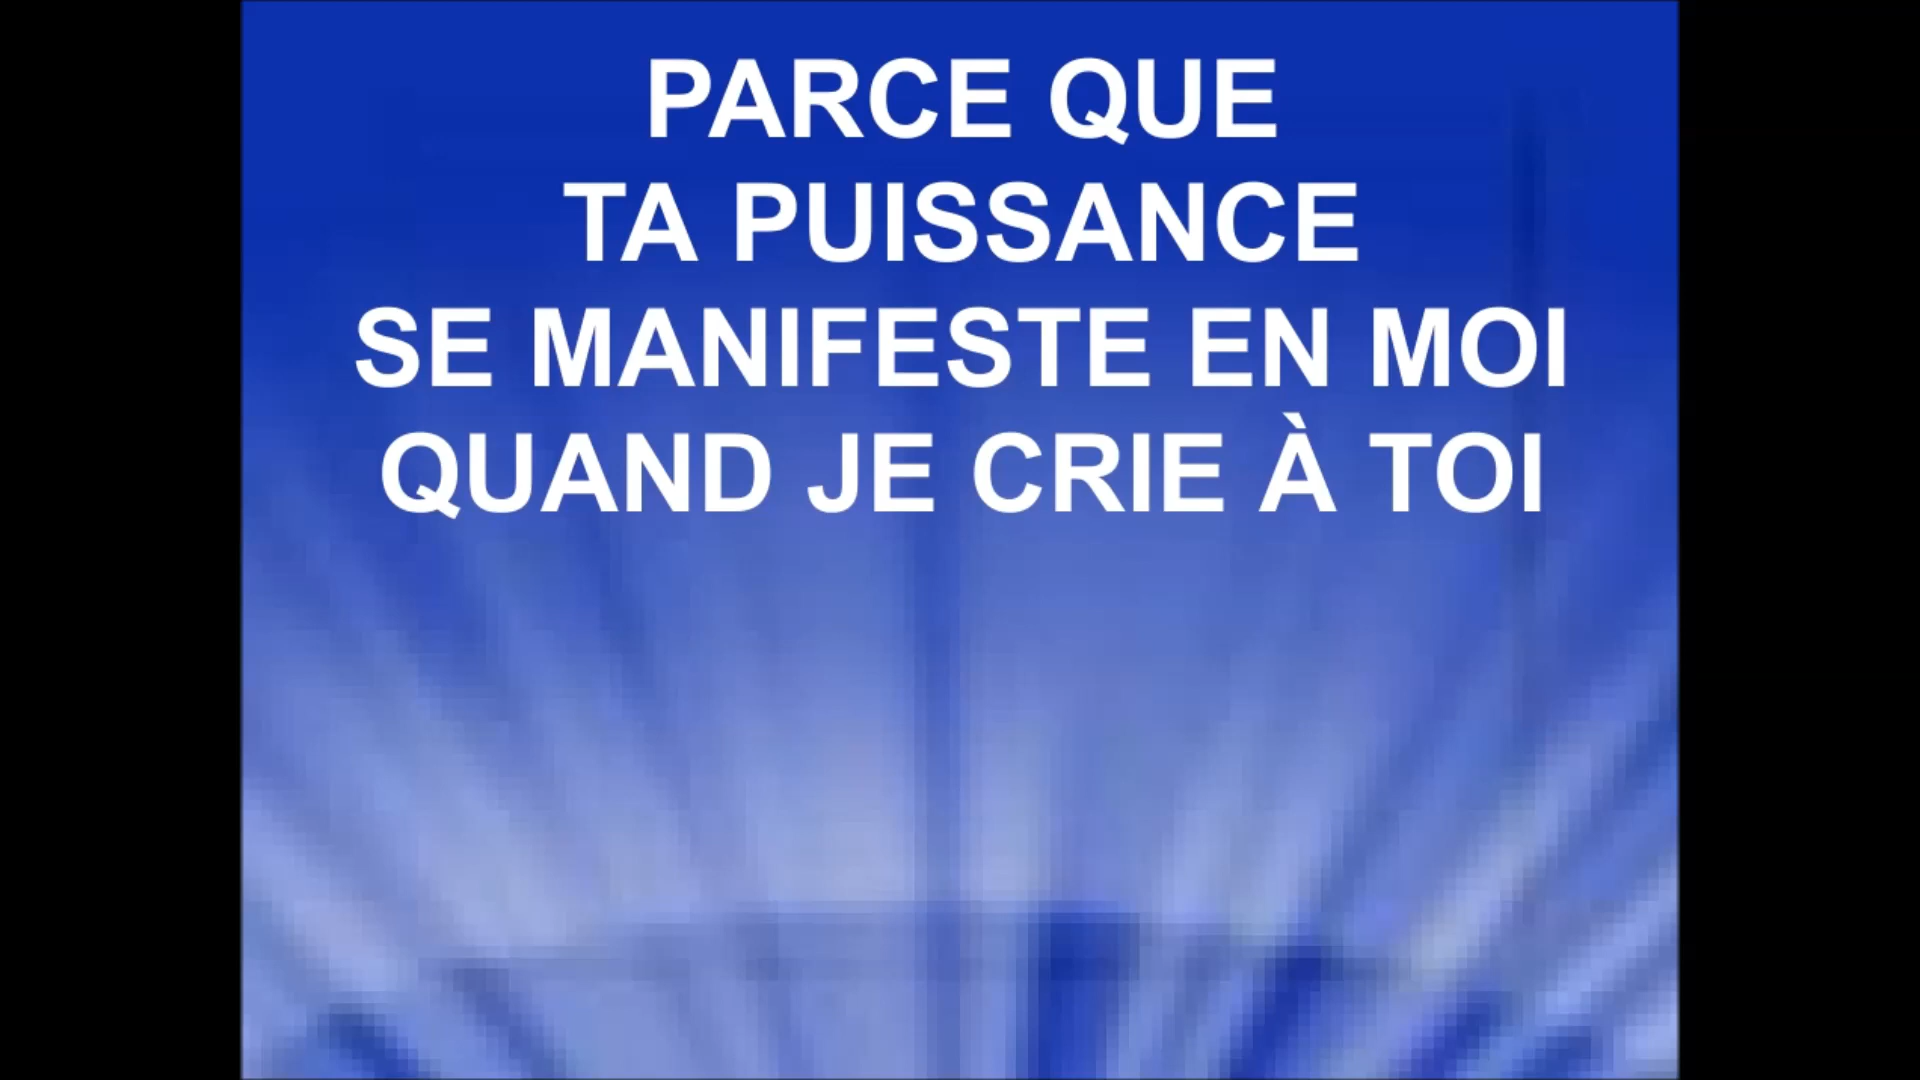 PARCE QUE
TA PUISSANCE
SE MANIFESTE EN MOI
QUAND JE CRIE À TOI